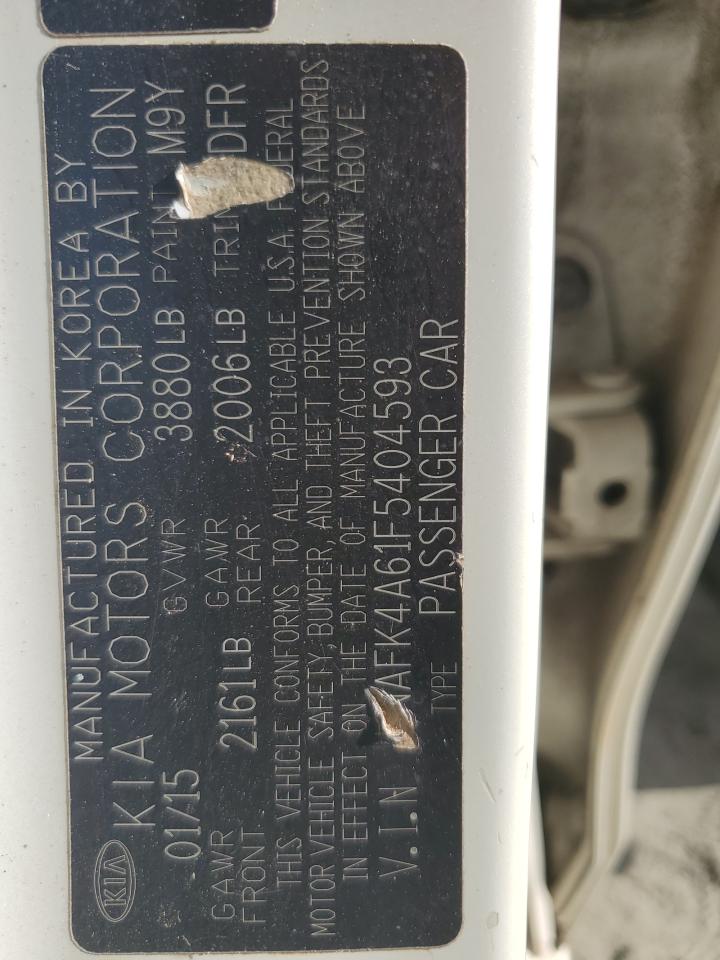 KIA
MANUFACTURED IN KOREA BY
KIA MOTORS CORPORATION
01/15 GVWR 3880LB PAINT M9Y
GAWR FRONT 2161LB GAWR REAR 2006LB TRIM DFR
THIS VEHICLE CONFORMS TO ALL APPLICABLE U.S.A. FEDERAL
MOTOR VEHICLE SAFETY, BUMPER, AND THEFT PREVENTION STANDARDS
IN EFFECT ON THE DATE OF MANUFACTURE SHOWN ABOVE
V.I.N AFK4A61F5404593
TYPE PASSENGER CAR